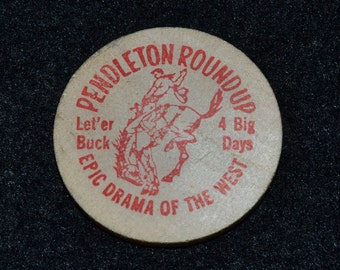 PENDLETON ROUNDUP
Let'er
Buck
4 Big
Days
EPIC DRAMA OF THE WEST